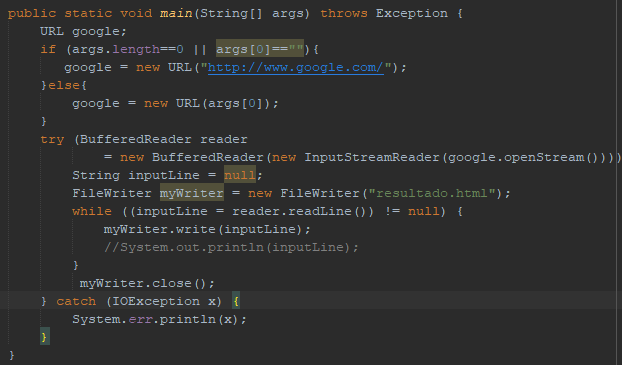 public static void main(String[] args) throws Exception {
URL google;
if (args.length==0 || args[0]==""){
google = new URL("http://www.google.com/");
}else{
google = new URL(args[0]);
}
try (BufferedReader reader
= new BufferedReader(new InputStreamReader(google.openStream())))
String inputLine = null;
FileWriter myWriter = new FileWriter("resultado.html");
while ((inputLine = reader.readLine()) != null) {
myWriter.write(inputLine);
//System.out.println(inputLine);
}
myWriter.close();
} catch (IOException x) {
System.err.println(x);
}
}